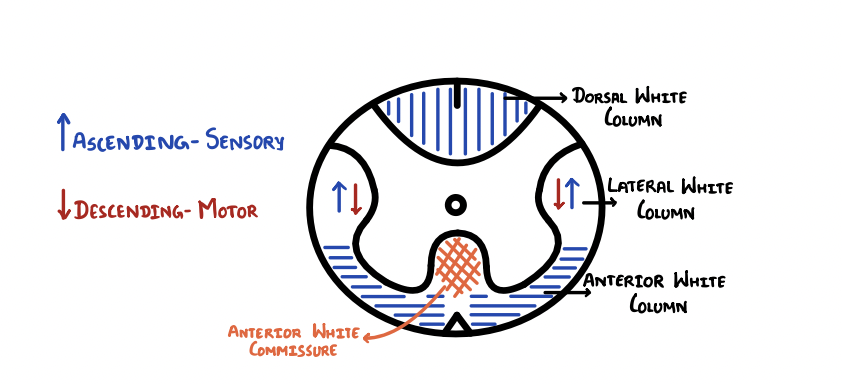 DORSAL WHITE
COLUMN
ASCENDING- SENSORY
LATERAL WHITE
COLUMN
DESCENDING- MOTOR
ANTERIOR WHITE
COLUMN
ANTERIOR WHITE
COMMISSURE